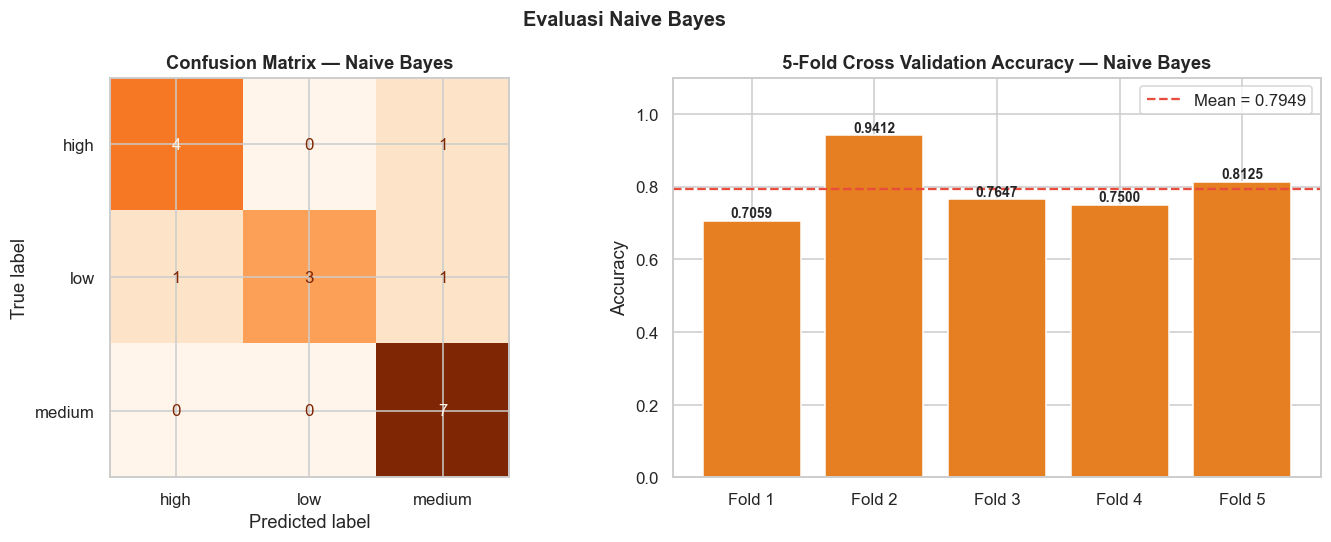 Evaluasi Naive Bayes
Confusion Matrix — Naive Bayes
True label
high
4
0
1
low
1
3
1
medium
0
0
7
high
low
medium
Predicted label
5-Fold Cross Validation Accuracy — Naive Bayes
Mean = 0.7949
Accuracy
1.0
0.8
0.6
0.4
0.2
0.0
0.7059
0.9412
0.7647
0.7500
0.8125
Fold 1
Fold 2
Fold 3
Fold 4
Fold 5